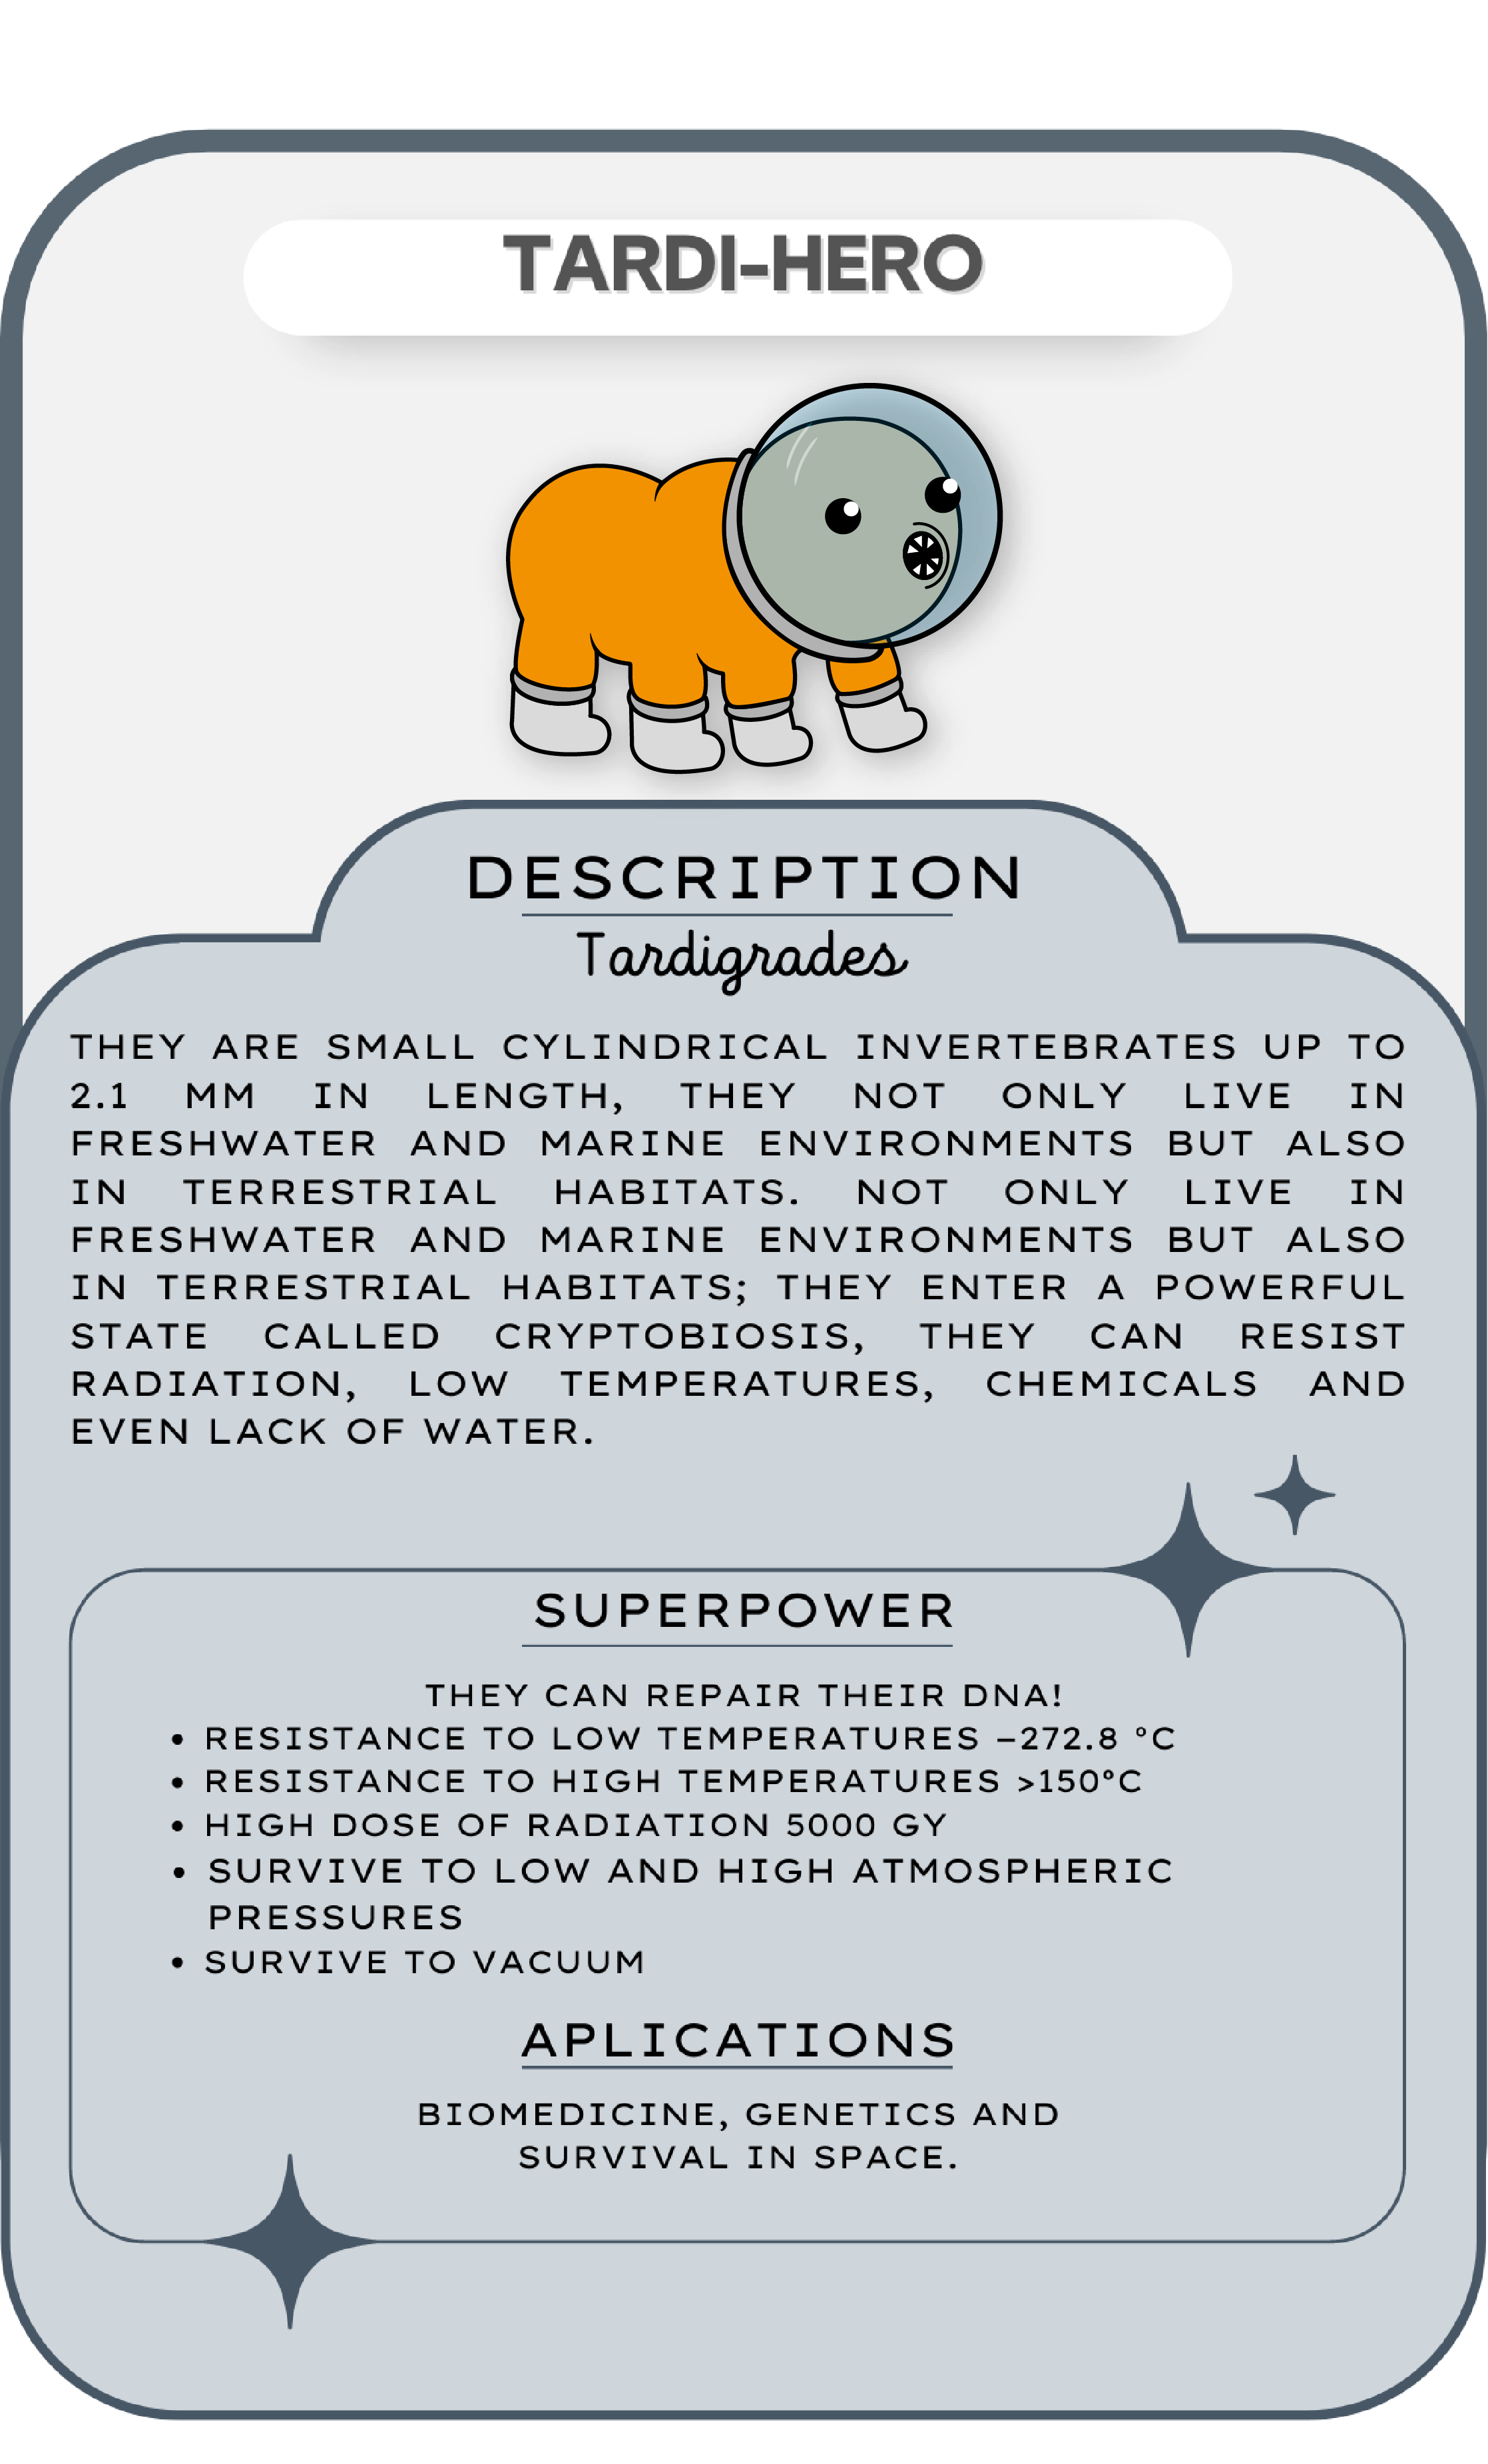 TARDI-HERO
DESCRIPTION
Tardigrades
THEY ARE SMALL CYLINDRICAL INVERTEBRATES UP TO
2.1 MM IN LENGTH, THEY NOT ONLY LIVE IN
FRESHWATER AND MARINE ENVIRONMENTS BUT ALSO
IN TERRESTRIAL HABITATS. NOT ONLY LIVE IN
FRESHWATER AND MARINE ENVIRONMENTS BUT ALSO
IN TERRESTRIAL HABITATS; THEY ENTER A POWERFUL
STATE CALLED CRYPTOBIOSIS, THEY CAN RESIST
RADIATION, LOW TEMPERATURES, CHEMICALS AND
EVEN LACK OF WATER.
SUPERPOWER
THEY CAN REPAIR THEIR DNA!
• RESISTANCE TO LOW TEMPERATURES −272.8 °C
• RESISTANCE TO HIGH TEMPERATURES >150°C
• HIGH DOSE OF RADIATION 5000 GY
• SURVIVE TO LOW AND HIGH ATMOSPHERIC
PRESSURES
• SURVIVE TO VACUUM
APLICATIONS
BIOMEDICINE, GENETICS AND
SURVIVAL IN SPACE.